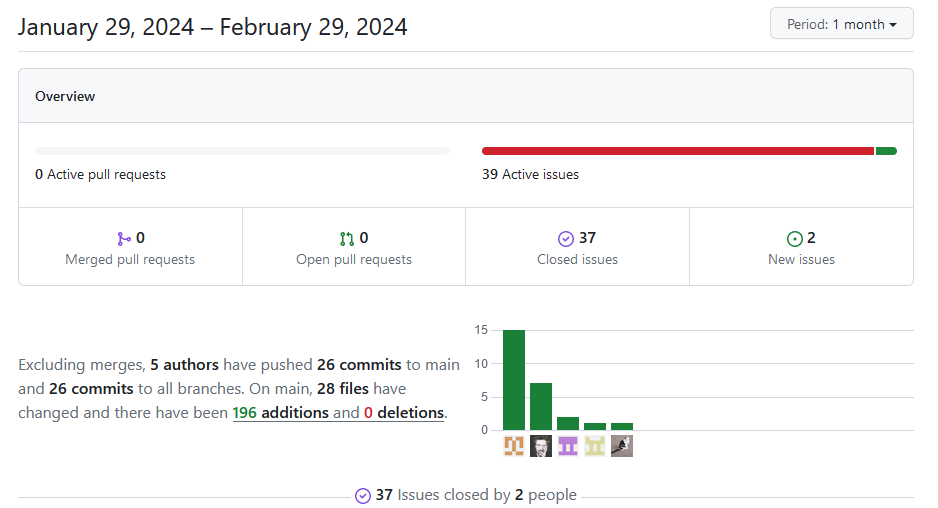 January 29, 2024 – February 29, 2024
Period: 1 month
Overview
0 Active pull requests
39 Active issues
0
Merged pull requests
0
Open pull requests
37
Closed issues
2
New issues
Excluding merges, 5 authors have pushed 26 commits to main
and 26 commits to all branches. On main, 28 files have
changed and there have been 196 additions and 0 deletions.
15
10
5
0
37 Issues closed by 2 people